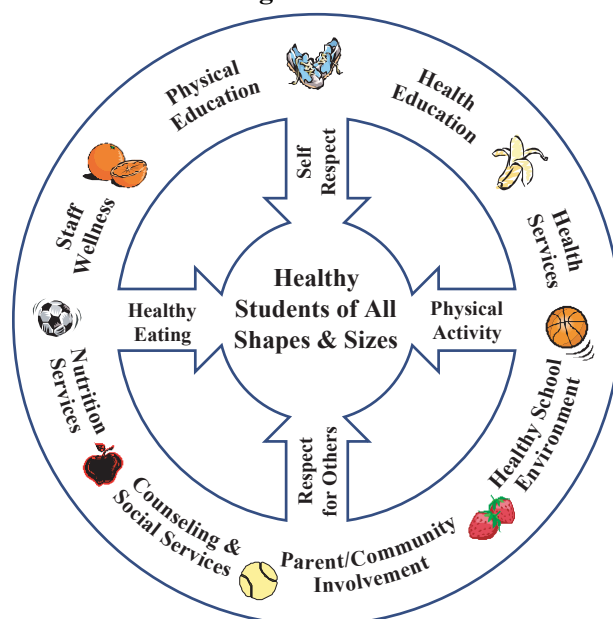 Physical
Education
Health
Education
Health
Services
Healthy School
Environment
Parent/Community
Involvement
Counseling &
Social Services
Nutrition
Services
Staff
Wellness
Self
Respect
Healthy
Eating
Healthy
Students of All
Shapes & Sizes
Physical
Activity
Respect
for Others